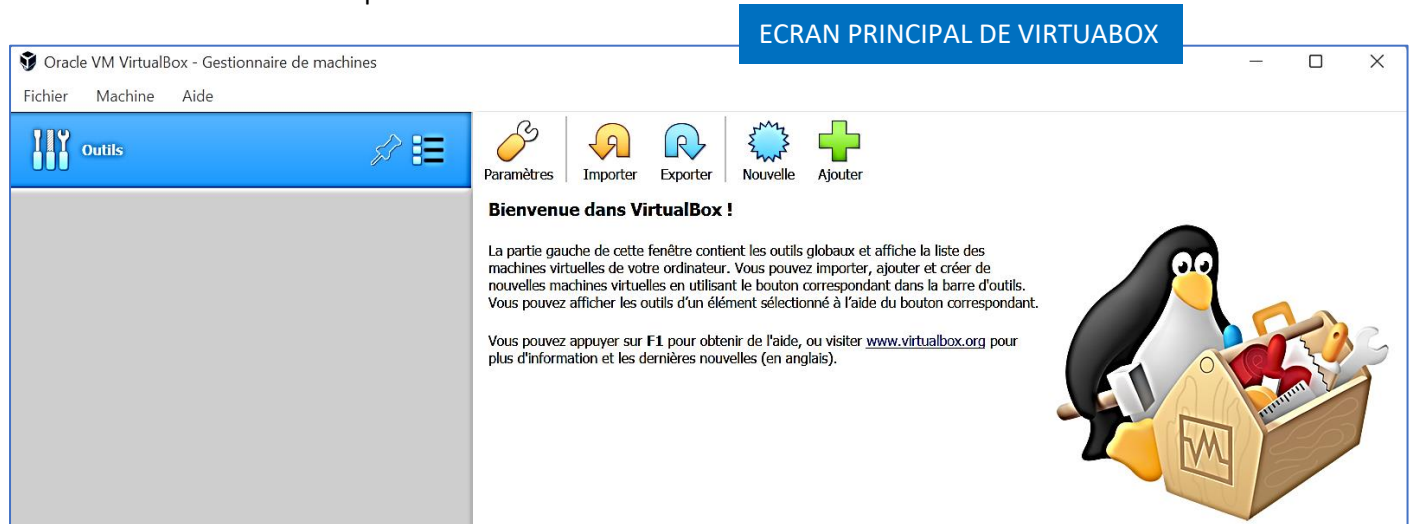 ECRAN PRINCIPAL DE VIRTUABOX
Oracle VM VirtualBox - Gestionnaire de machines
Fichier Machine Aide
Outils
Paramètres Importer Exporter Nouvelle Ajouter
Bienvenue dans VirtualBox !
La partie gauche de cette fenêtre contient les outils globaux et affiche la liste des
machines virtuelles de votre ordinateur. Vous pouvez importer, ajouter et créer de
nouvelles machines virtuelles en utilisant le bouton correspondant dans la barre d'outils.
Vous pouvez afficher les outils d'un élément sélectionné à l'aide du bouton correspondant.
Vous pouvez appuyer sur F1 pour obtenir de l'aide, ou visiter www.virtualbox.org pour
plus d'information et les dernières nouvelles (en anglais).